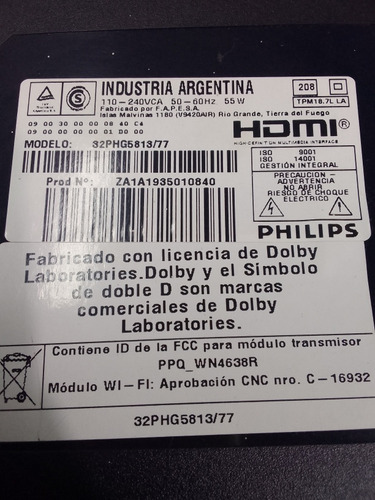 INDUSTRIA ARGENTINA
110-240VCA 50-60Hz 55W
Fabricado por F.A.P.E.S.A.
Islas Malvinas 1180 (V9420AIR) Río Grande, Tierra del Fuego
208
TPM18.7L LA
S
09 00 30 00 00 08 40 C4
09 00 00 00 00 01 D0 00
HDMI®
HIGH-DEFINITION MULTIMEDIA INTERFACE
MODELO: 32PHG5813/77
ISO 9001
ISO 14001
GESTIÓN INTEGRAL
Prod Nº: ZA1A1935010840
PRECAUCION -
ADVERTENCIA
NO ABRIR
RIESGO DE CHOQUE
ELECTRICO
PHILIPS
Fabricado con licencia de Dolby
Laboratories.Dolby y el Símbolo
de doble D son marcas
comerciales de Dolby
Laboratories.
Contiene ID de la FCC para módulo transmisor
PPQ_WN4638R
Módulo WI-FI: Aprobación CNC nro. C-16932
32PHG5813/77